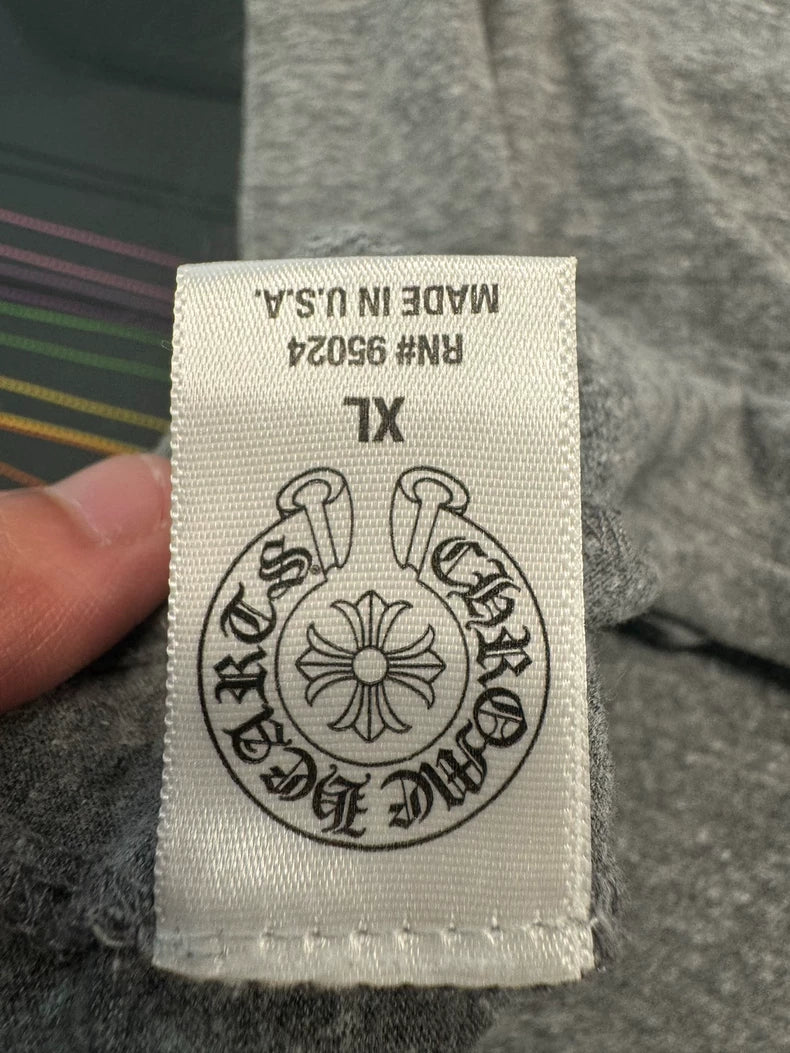 CHROME HEARTS®
XL
RN# 95024
MADE IN U.S.A.